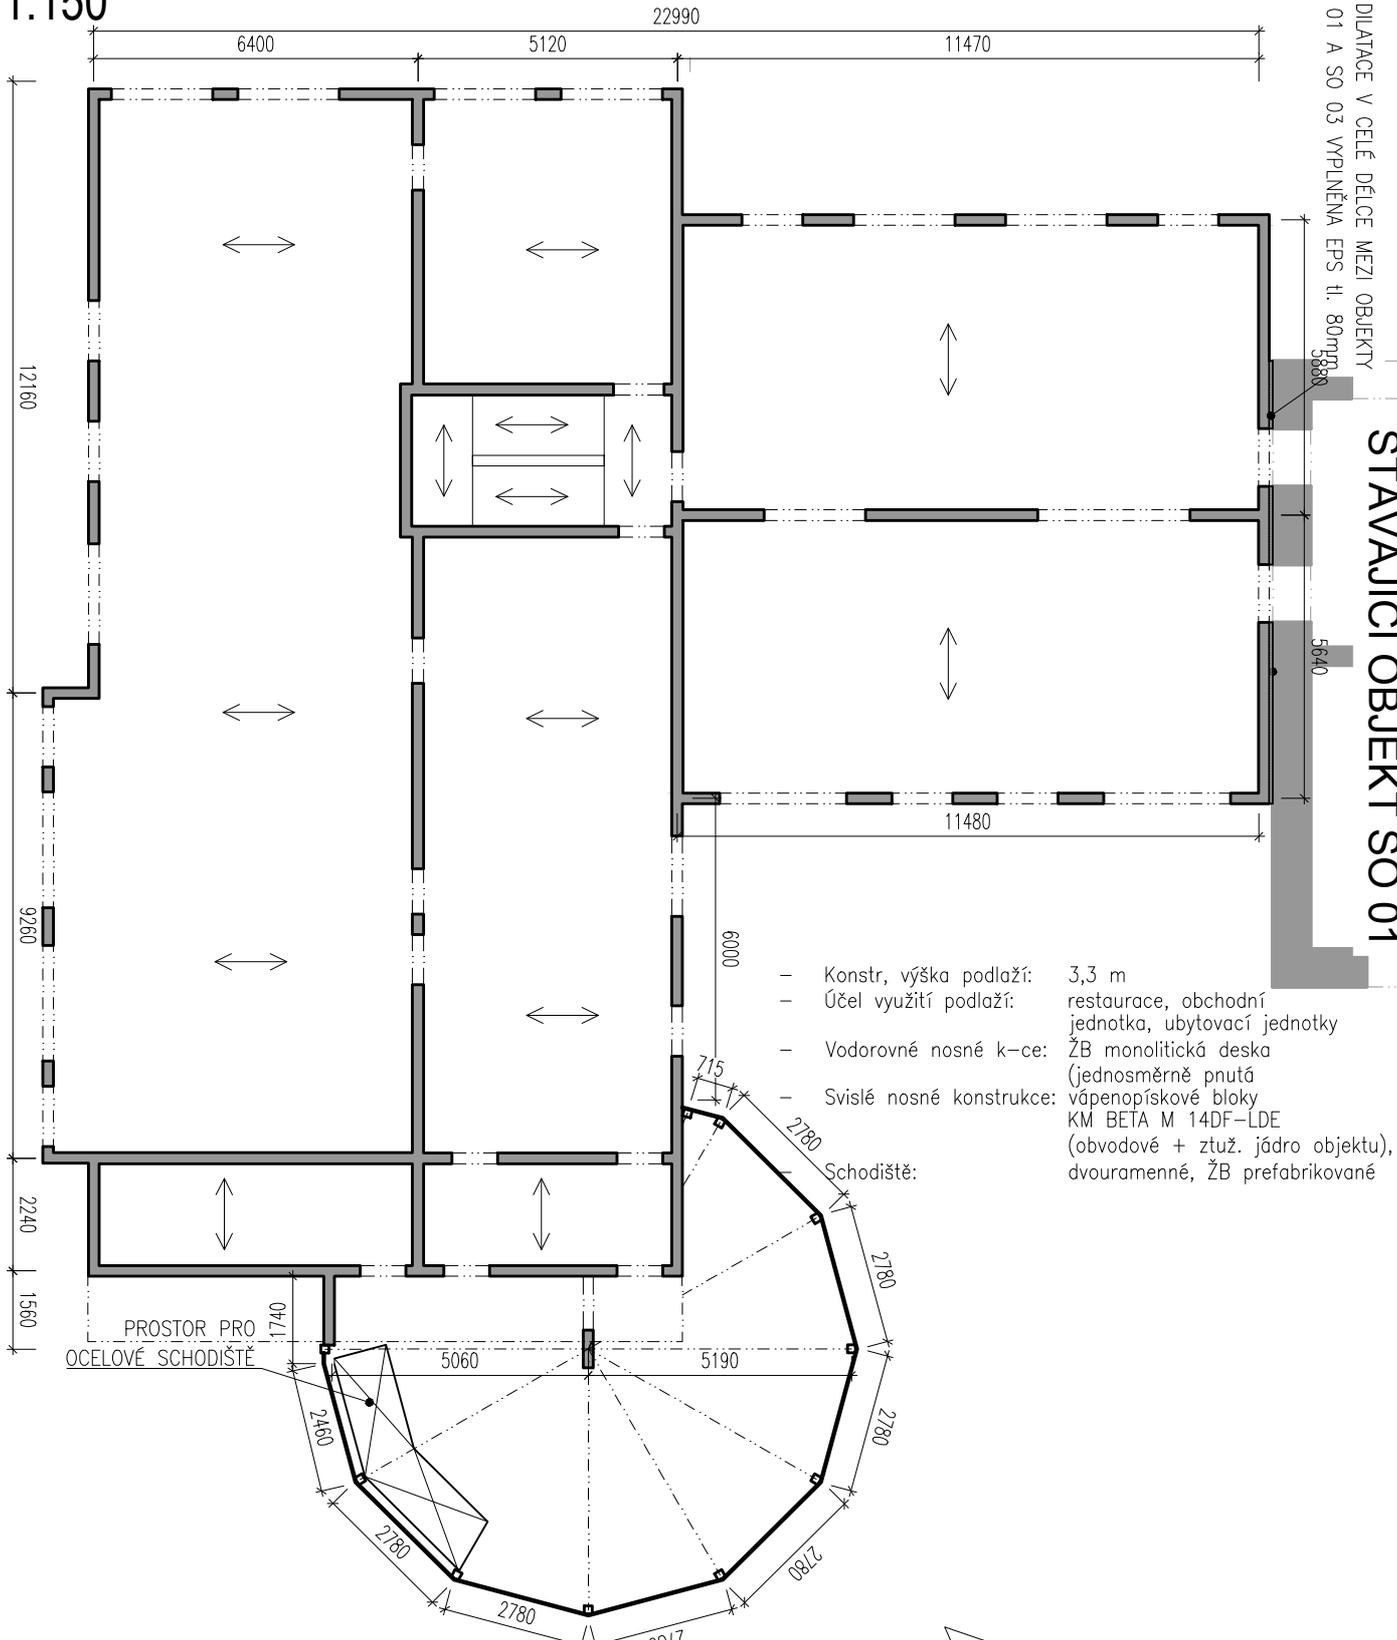 1:150
22990
6400
5120
11470
DILATACE V CELÉ DÉLCE MEZI OBJEKTY
01 A SO 03 VYPLNĚNA EPS tl. 80mm
5880
12160
STÁVAJÍCÍ OBJEKT SO 01
5640
11480
9260
6000
– Konstr, výška podlaží: 3,3 m
– Účel využití podlaží: restaurace, obchodní
jednotka, ubytovací jednotky
– Vodorovné nosné k–ce: ŽB monolitická deska
(jednosměrně pnutá
– Svislé nosné konstrukce: vápenopískové bloky
KM BETA M 14DF–LDE
(obvodové + ztuž. jádro objektu),
– Schodiště: dvouramenné, ŽB prefabrikované
715
2780
2240
2780
1560
1740
PROSTOR PRO
OCELOVÉ SCHODIŠTĚ
5060
5190
2460
2780
2780
2780
2780